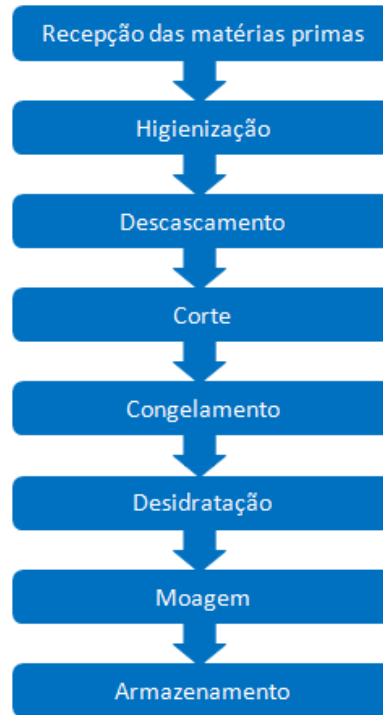 Recepção das matérias primas
Higienização
Descascamento
Corte
Congelamento
Desidratação
Moagem
Armazenamento